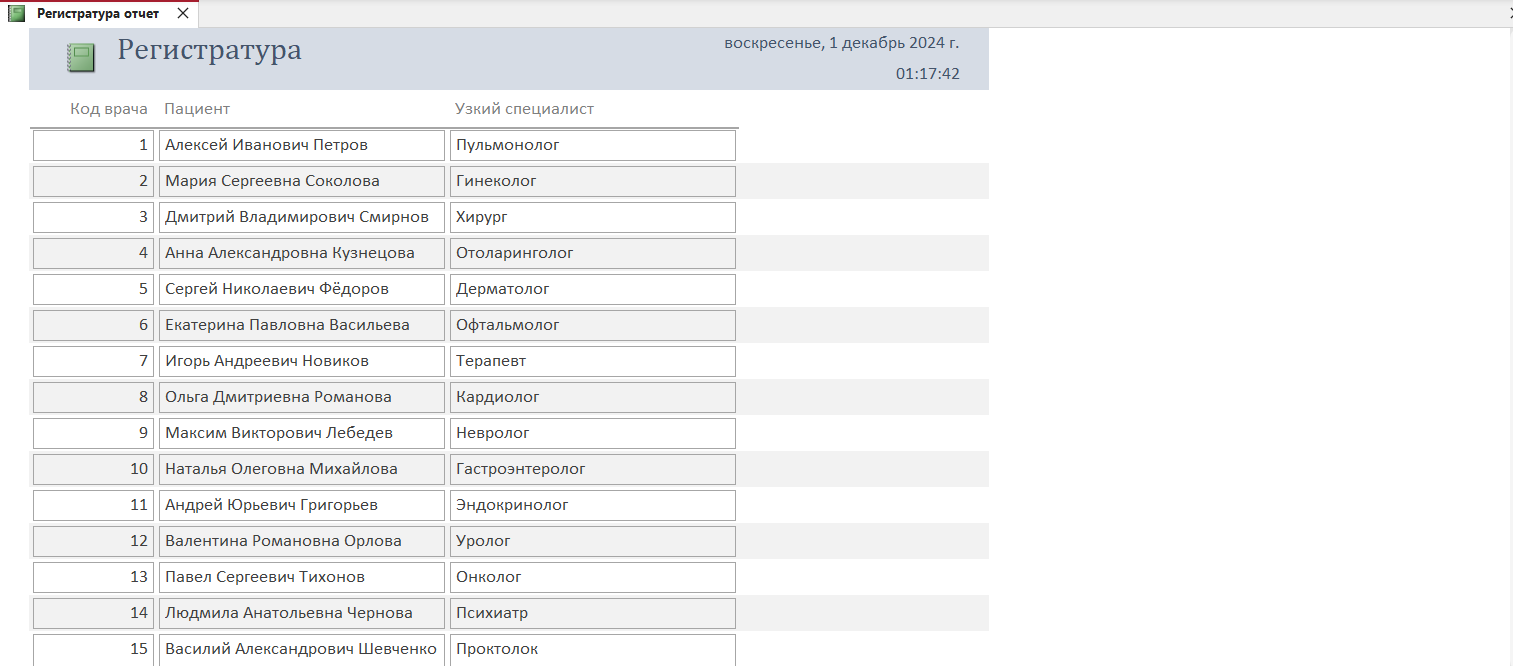 Регистратура отчет
Регистратура
воскресенье, 1 декабрь 2024 г.
01:17:42
Код врача Пациент Узкий специалист
1 Алексей Иванович Петров Пульмонолог
2 Мария Сергеевна Соколова Гинеколог
3 Дмитрий Владимирович Смирнов Хирург
4 Анна Александровна Кузнецова Отоларинголог
5 Сергей Николаевич Фёдоров Дерматолог
6 Екатерина Павловна Васильева Офтальмолог
7 Игорь Андреевич Новиков Терапевт
8 Ольга Дмитриевна Романова Кардиолог
9 Максим Викторович Лебедев Невролог
10 Наталья Олеговна Михайлова Гастроэнтеролог
11 Андрей Юрьевич Григорьев Эндокринолог
12 Валентина Романовна Орлова Уролог
13 Павел Сергеевич Тихонов Онколог
14 Людмила Анатольевна Чернова Психиатр
15 Василий Александрович Шевченко Проктолок